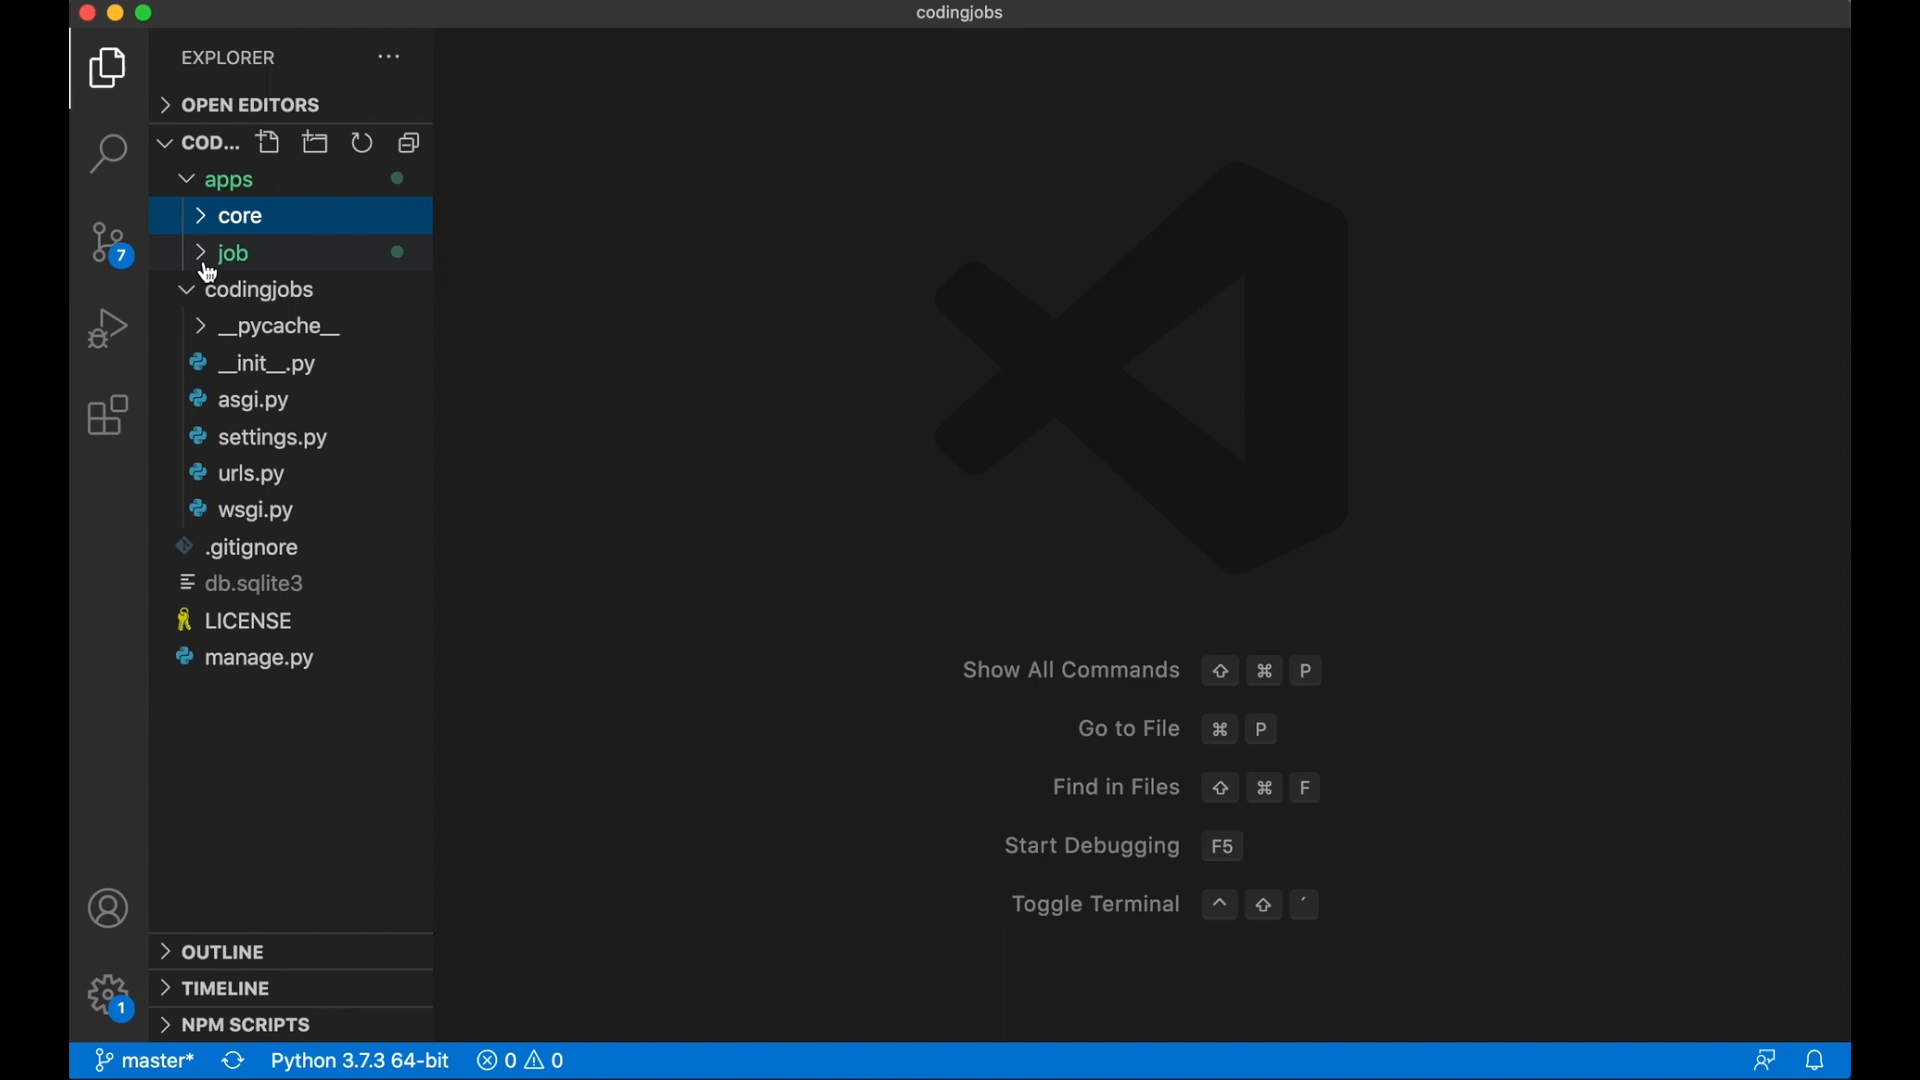 codingjobs
EXPLORER
OPEN EDITORS
COD...
apps
core
job
codingjobs
__pycache__
__init__.py
asgi.py
settings.py
urls.py
wsgi.py
.gitignore
db.sqlite3
LICENSE
manage.py
OUTLINE
TIMELINE
NPM SCRIPTS
7
1
Show All Commands ⇧ ⌘ P
Go to File ⌘ P
Find in Files ⇧ ⌘ F
Start Debugging F5
Toggle Terminal ^ ⇧ ´
master* Python 3.7.3 64-bit 0 0